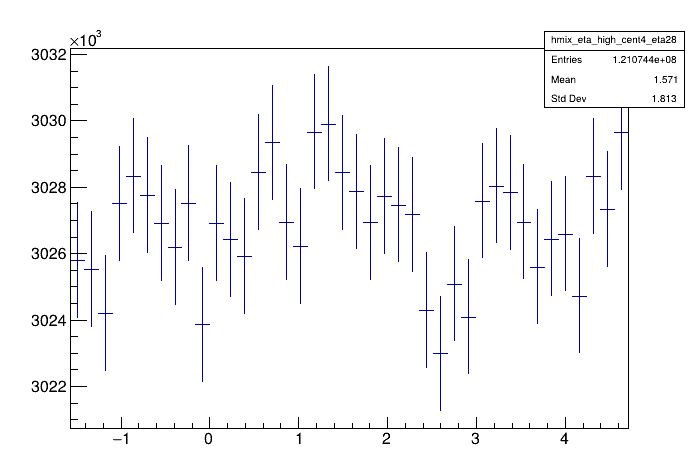 ×10³
hmix_eta_high_cent4_eta28
Entries 1.210744e+08
Mean 1.571
Std Dev 1.813
3032
3030
3028
3026
3024
3022
−1 0 1 2 3 4